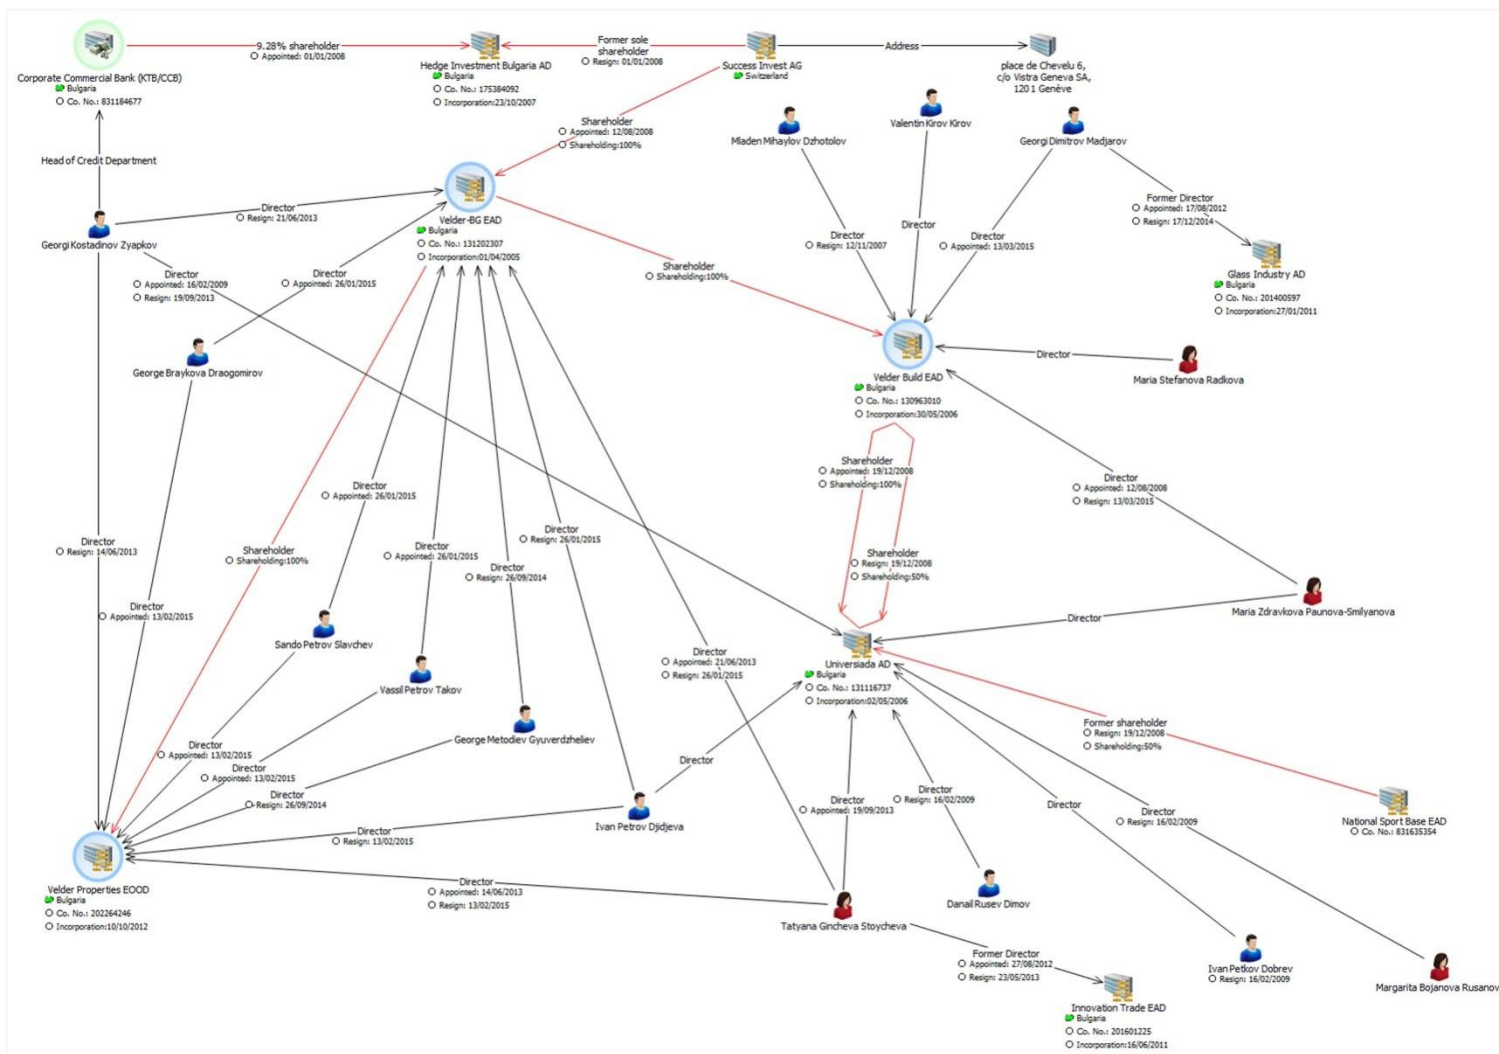 9.28% shareholder
Appointed: 01/01/2008
Former sole
shareholder
Resign: 01/01/2008
Address
Corporate Commercial Bank (KTB/CCB)
Bulgaria
Co. No.: 831184677
Hedge Investment Bulgaria AD
Bulgaria
Co. No.: 175384092
Incorporation:23/10/2007
Success Invest AG
Switzerland
place de Chevelu 6,
c/o Vistra Geneva SA,
1201 Genève
Shareholder
Appointed: 12/08/2008
Shareholding:100%
Mladen Mihaylov Dzhotolov
Valentin Kirov Kirov
Georgi Dimitrov Madjarov
Head of Credit Department
Georgi Kostadinov Zyapkov
Director
Resign: 21/06/2013
Velder-BG EAD
Bulgaria
Co. No.: 131202307
Incorporation:01/04/2005
Director
Resign: 12/11/2007
Director
Director
Appointed: 13/03/2015
Former Director
Appointed: 17/08/2012
Resign: 17/12/2014
Glass Industry AD
Bulgaria
Co. No.: 201400597
Incorporation:27/01/2011
Director
Appointed: 16/02/2009
Resign: 19/09/2013
Director
Appointed: 26/01/2015
Shareholder
Shareholding:100%
George Braykova Draogomirov
Velder Build EAD
Bulgaria
Co. No.: 130963010
Incorporation:30/05/2006
Director
Maria Stefanova Radkova
Shareholder
Appointed: 19/12/2008
Shareholding:100%
Director
Appointed: 12/08/2008
Resign: 13/03/2015
Director
Appointed: 26/01/2015
Director
Resign: 26/01/2015
Director
Resign: 14/06/2013
Shareholder
Shareholding:100%
Director
Appointed: 26/01/2015
Director
Resign: 26/09/2014
Shareholder
Resign: 19/12/2008
Shareholding:50%
Director
Appointed: 13/02/2015
Sando Petrov Slavchev
Maria Zdravkova Paunova-Smilyanova
Director
Director
Appointed: 21/06/2013
Resign: 26/01/2015
Universiada AD
Bulgaria
Co. No.: 131116737
Incorporation:02/05/2006
Vassil Petrov Takov
George Metodiev Gyuverdzheliev
Former shareholder
Resign: 19/12/2008
Shareholding:50%
Director
Appointed: 13/02/2015
Director
Appointed: 13/02/2015
Director
Resign: 26/09/2014
Director
Director
Resign: 13/02/2015
Ivan Petrov Djidjeva
Director
Appointed: 19/09/2013
Director
Resign: 16/02/2009
Director
Director
Resign: 16/02/2009
National Sport Base EAD
Co. No.: 831635354
Velder Properties EOOD
Bulgaria
Co. No.: 202264246
Incorporation:10/10/2012
Director
Appointed: 14/06/2013
Resign: 13/02/2015
Tatyana Gincheva Stoycheva
Danail Rusev Dimov
Former Director
Appointed: 27/08/2012
Resign: 23/05/2013
Ivan Petkov Dobrev
Resign: 16/02/2009
Margarita Bojanova Rusanov
Innovation Trade EAD
Bulgaria
Co. No.: 201601225
Incorporation:16/06/2011